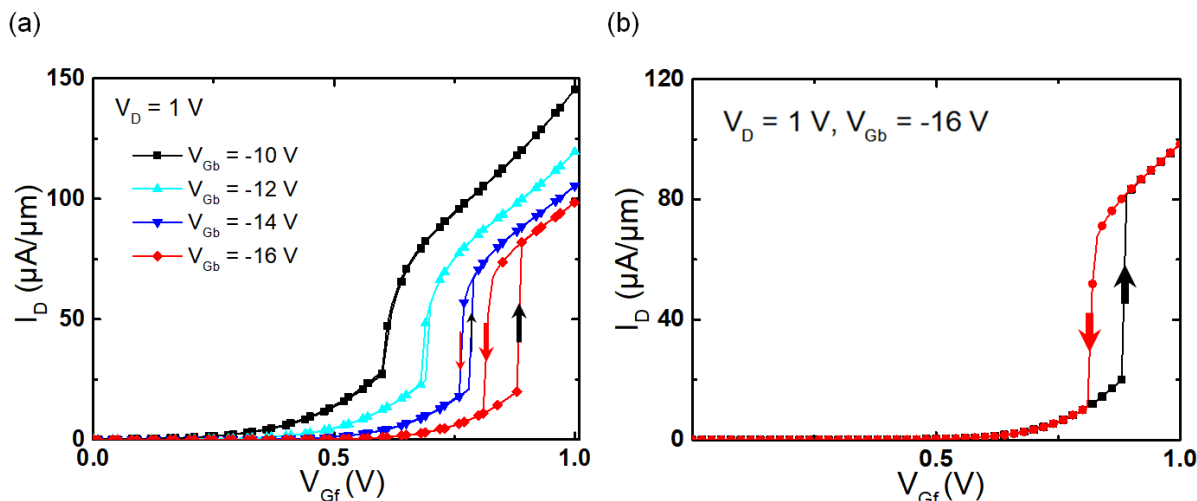 (a)
150
100
50
0
I_D (μA/μm)
V_D = 1 V
V_Gb = -10 V
V_Gb = -12 V
V_Gb = -14 V
V_Gb = -16 V
0.0 0.5 1.0
V_Gf (V)
(b)
120
80
40
0
I_D (μA/μm)
V_D = 1 V, V_Gb = -16 V
0.5 1.0
V_Gf (V)